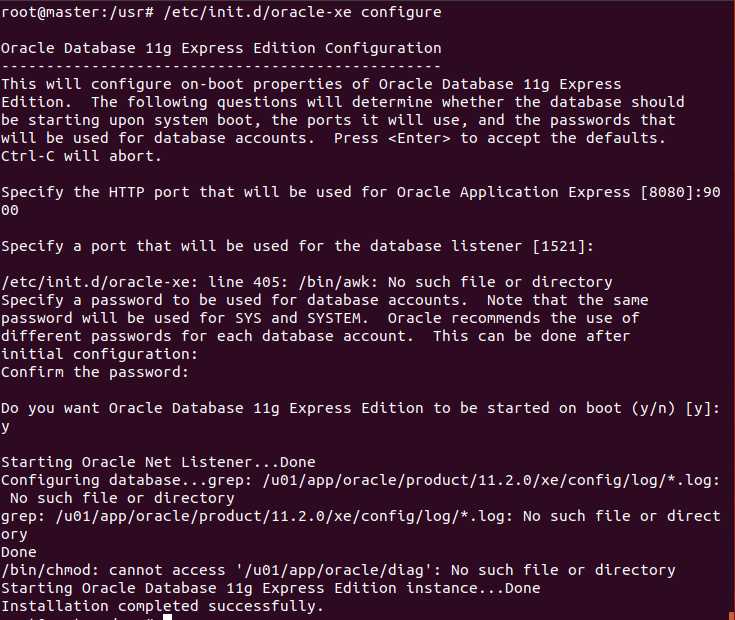 root@master:/usr# /etc/init.d/oracle-xe configure
Oracle Database 11g Express Edition Configuration
-------------------------------------------------
This will configure on-boot properties of Oracle Database 11g Express
Edition.  The following questions will determine whether the database should
be starting upon system boot, the ports it will use, and the passwords that
will be used for database accounts.  Press <Enter> to accept the defaults.
Ctrl-C will abort.
Specify the HTTP port that will be used for Oracle Application Express [8080]:90
00
Specify a port that will be used for the database listener [1521]:
/etc/init.d/oracle-xe: line 405: /bin/awk: No such file or directory
Specify a password to be used for database accounts.  Note that the same
password will be used for SYS and SYSTEM.  Oracle recommends the use of
different passwords for each database account.  This can be done after
initial configuration:
Confirm the password:
Do you want Oracle Database 11g Express Edition to be started on boot (y/n) [y]:
y
Starting Oracle Net Listener...Done
Configuring database...grep: /u01/app/oracle/product/11.2.0/xe/config/log/*.log:
 No such file or directory
grep: /u01/app/oracle/product/11.2.0/xe/config/log/*.log: No such file or direct
ory
Done
/bin/chmod: cannot access '/u01/app/oracle/diag': No such file or directory
Starting Oracle Database 11g Express Edition instance...Done
Installation completed successfully.